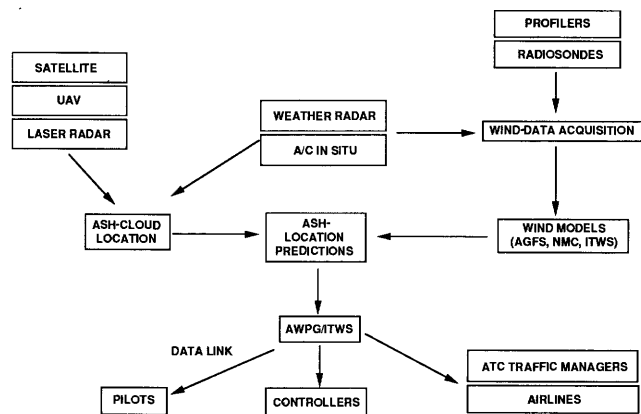 PROFILERS
RADIOSONDES
SATELLITE
UAV
LASER RADAR
WEATHER RADAR
A/C IN SITU
WIND-DATA ACQUISITION
ASH-CLOUD
LOCATION
ASH-
LOCATION
PREDICTIONS
WIND MODELS
(AGFS, NMC, ITWS)
AWPG/ITWS
DATA LINK
PILOTS
CONTROLLERS
ATC TRAFFIC MANAGERS
AIRLINES